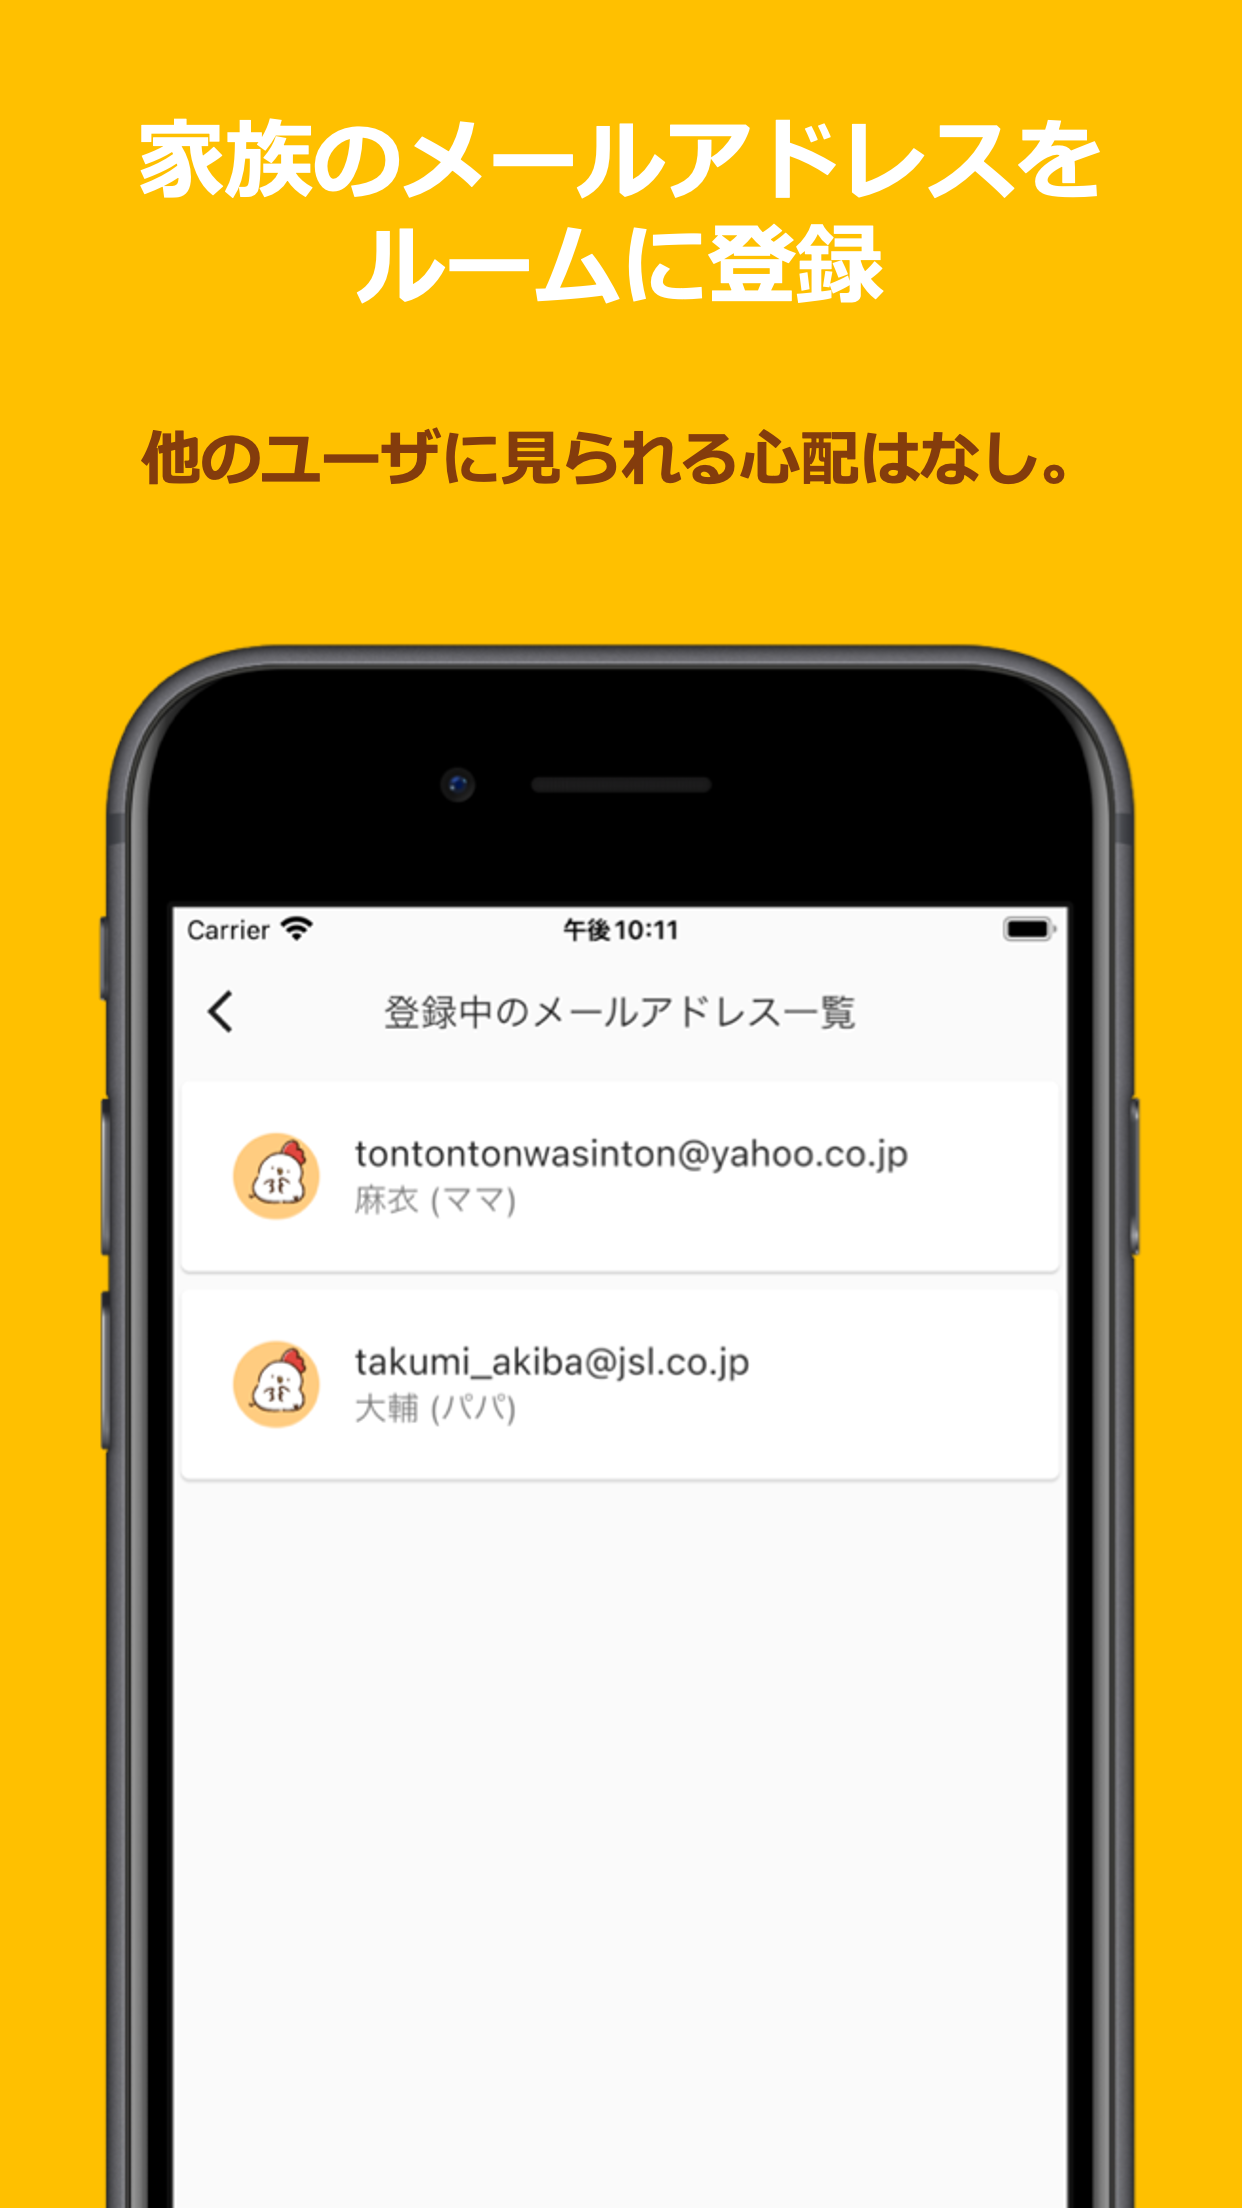 家族のメールアドレスを
ルームに登録
他のユーザに見られる心配はなし。
Carrier 午後10:11
登録中のメールアドレス一覧
tontontonwasinton@yahoo.co.jp
麻衣 (ママ)
takumi_akiba@jsl.co.jp
大輔 (パパ)